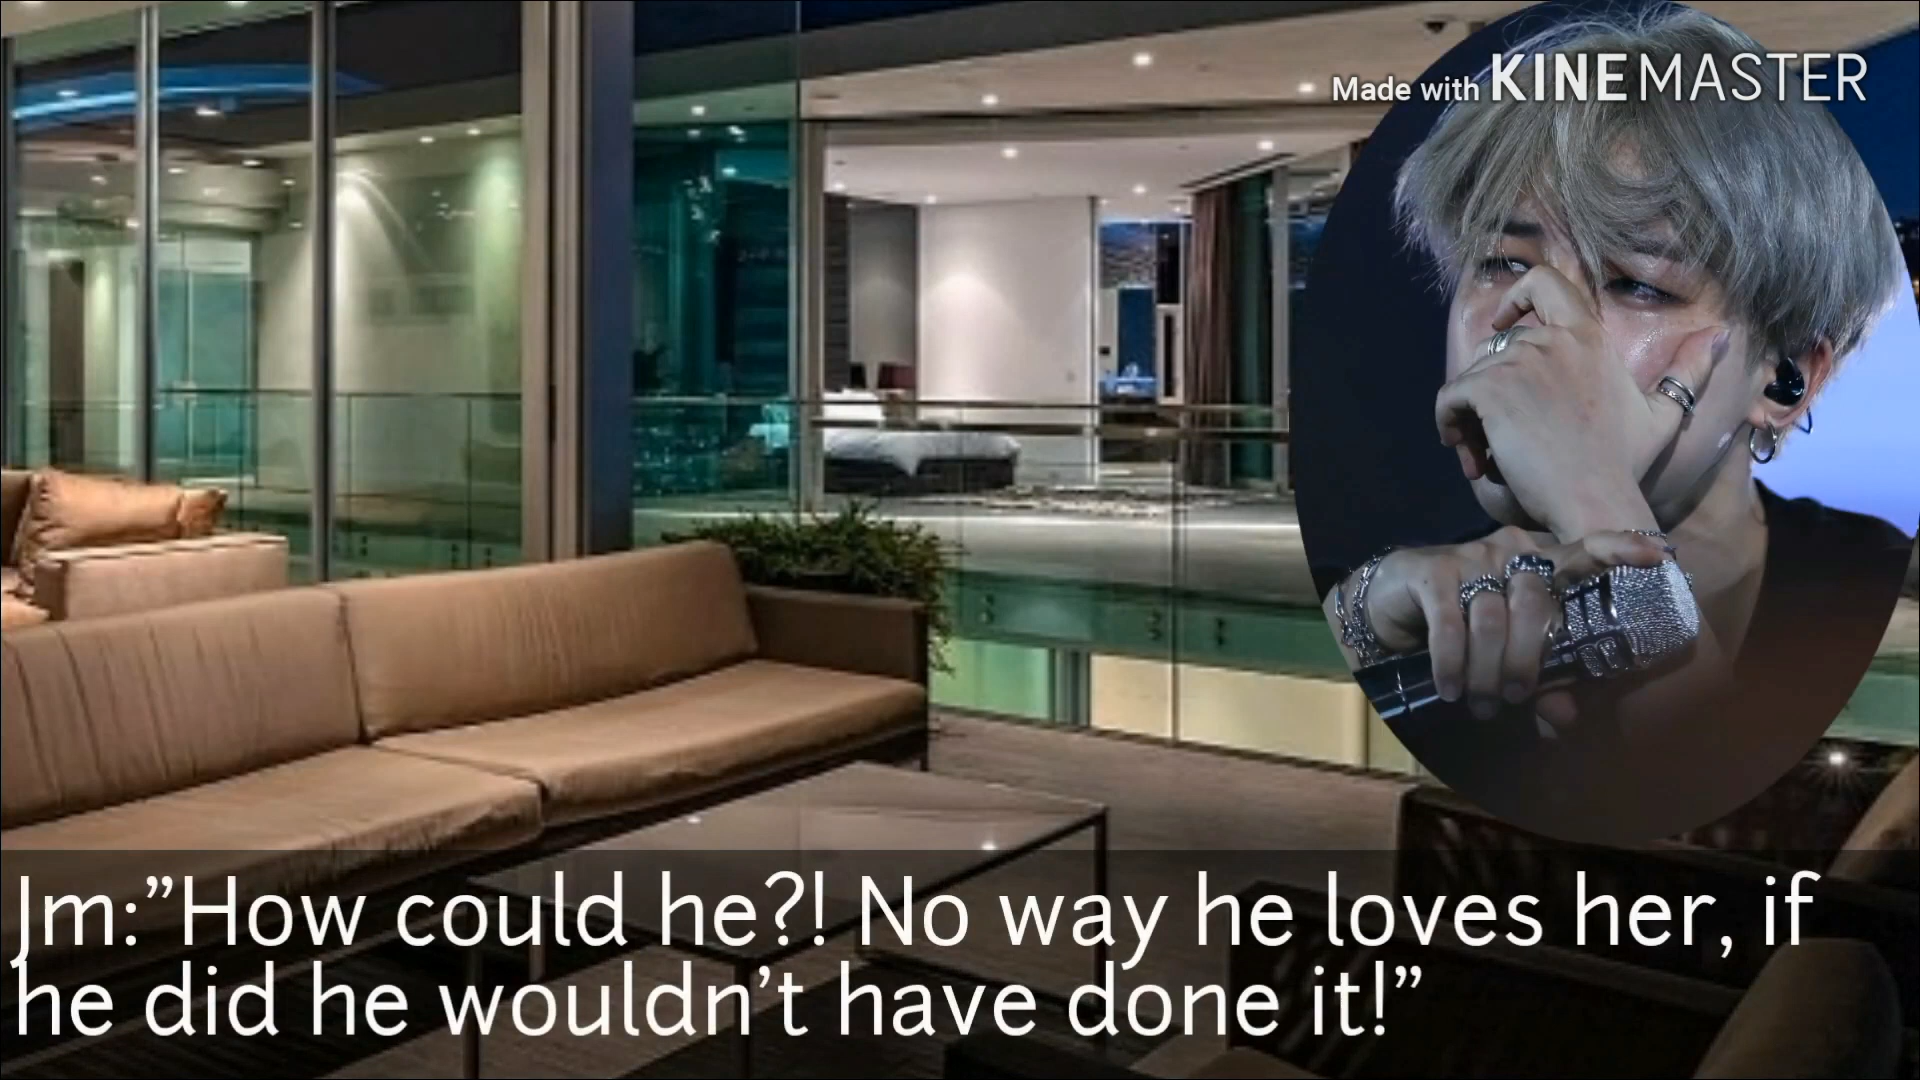 Made with KINEMASTER
Jm:”How could he?! No way he loves her, if
he did he wouldn’t have done it!”